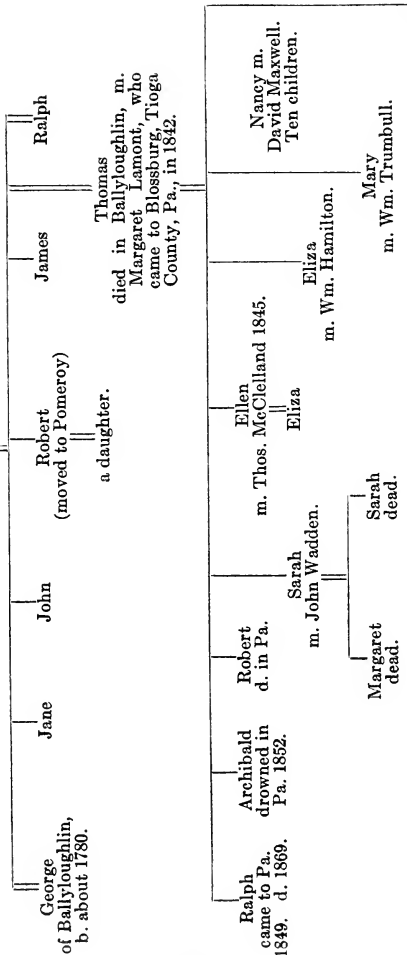 George
of Ballyloughlin,
b. about 1780.
Jane
John
Robert
(moved to Pomeroy)
a daughter.
James
Thomas
died in Ballyloughlin, m.
Margaret Lamont, who
came to Blossburg, Tioga
County, Pa., in 1842.
Ralph
Ralph
came to Pa.
1849. d. 1869.
Archibald
drowned in
Pa. 1852.
Robert
d. in Pa.
Sarah
m. John Wadden.
Margaret
dead.
Sarah
dead.
Ellen
m. Thos. McClelland 1845.
Eliza
Eliza
m. Wm. Hamilton.
Mary
m. Wm. Trumbull.
Nancy m.
David Maxwell.
Ten children.